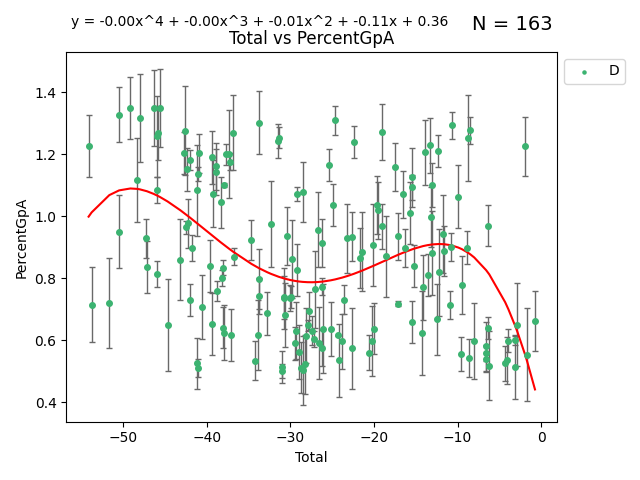 y = -0.00x^4 + -0.00x^3 + -0.01x^2 + -0.11x + 0.36 N = 163
Total vs PercentGpA
D
PercentGpA
1.4
1.2
1.0
0.8
0.6
0.4
−50 −40 −30 −20 −10 0
Total